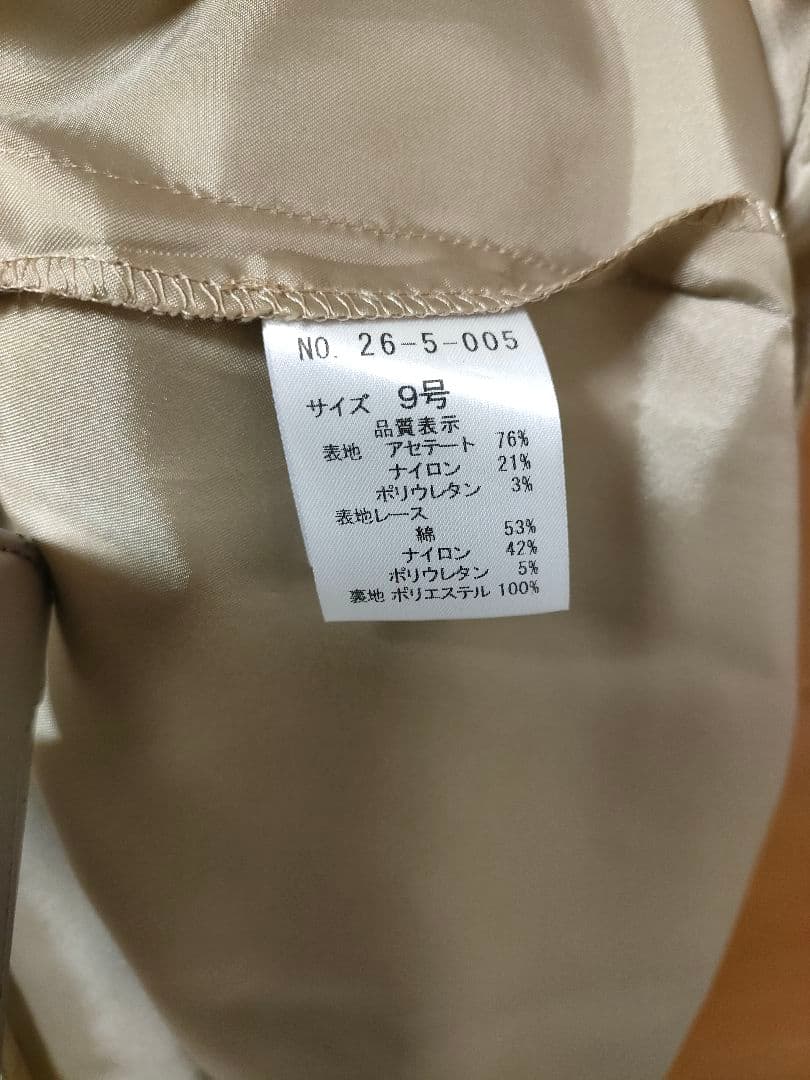 NO. 26-5-005
サイズ 9号
品質表示
表地 アセテート 76%
ナイロン 21%
ポリウレタン 3%
表地レース
綿 53%
ナイロン 42%
ポリウレタン 5%
裏地 ポリエステル 100%